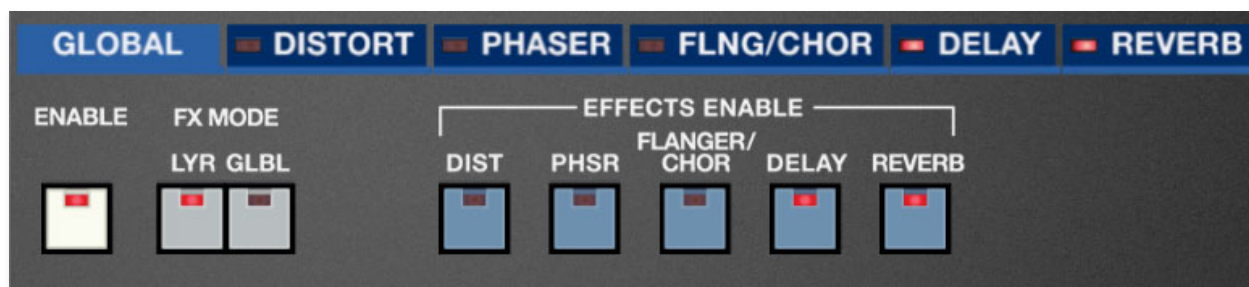 GLOBAL DISTORT PHASER FLNG/CHOR DELAY REVERB
ENABLE FX MODE EFFECTS ENABLE
LYR GLBL DIST PHSR FLANGER/
CHOR DELAY REVERB